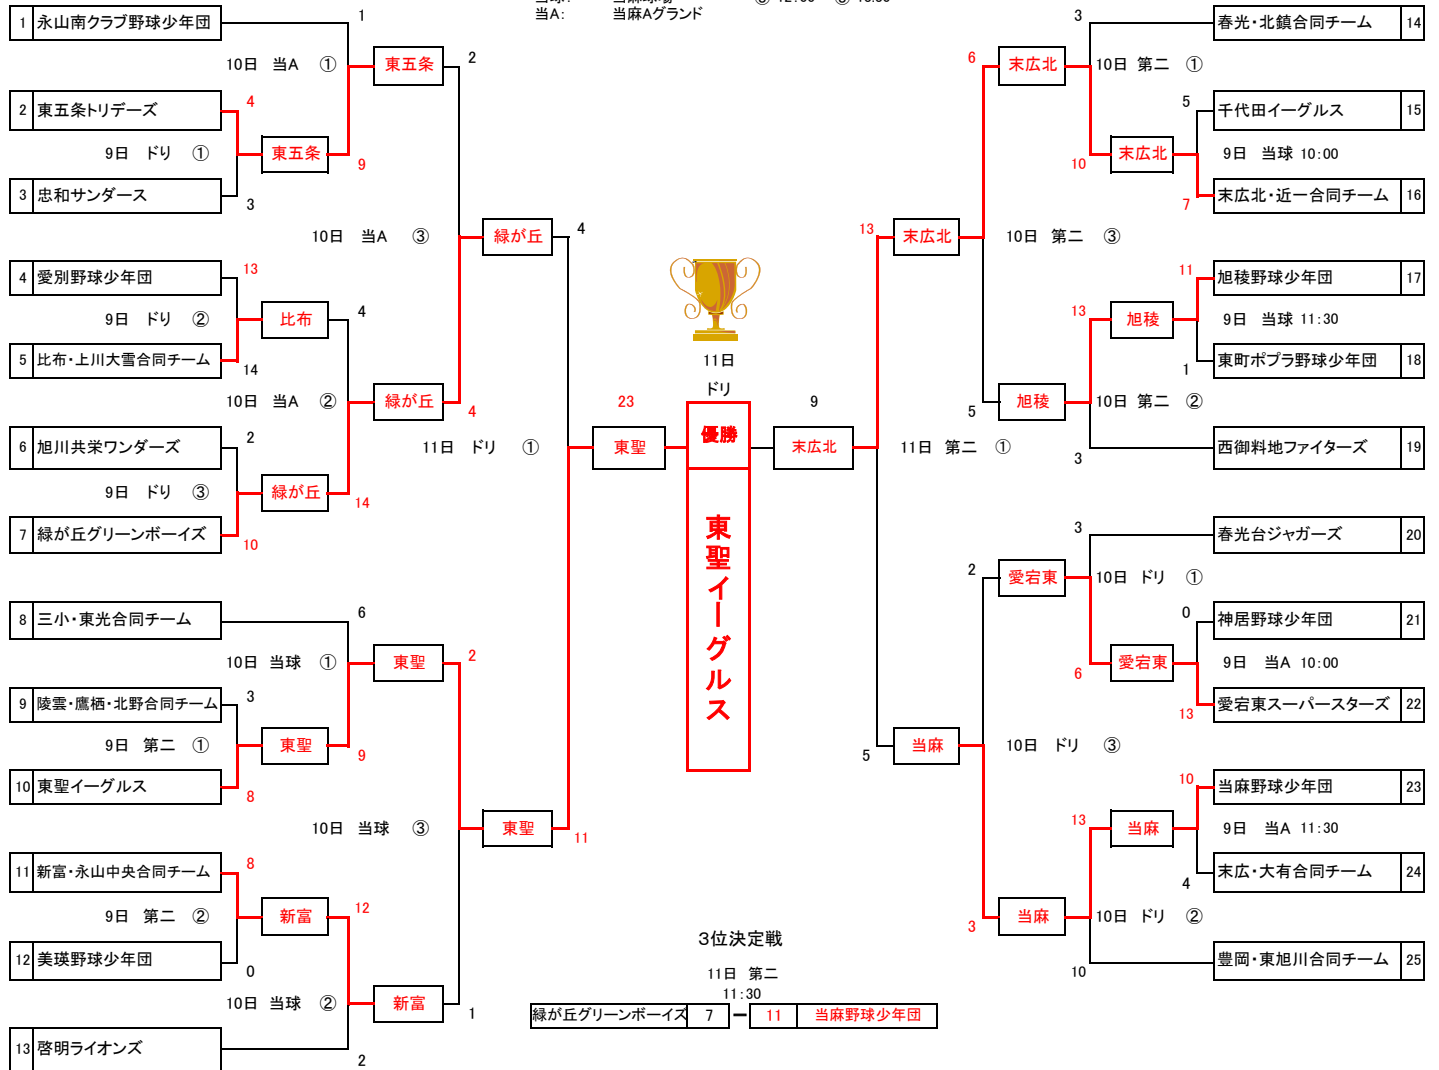 当A: 当麻Aグランド
1 永山南クラブ野球少年団
1
10日 当A ①
東五条
2
2 東五条トリデーズ
4
9日 ドリ ①
東五条
9
3 忠和サンダース
3
10日 当A ③
緑が丘
4
4 愛別野球少年団
13
9日 ドリ ②
比布
4
5 比布・上川大雪合同チーム
14
10日 当A ②
緑が丘
4
6 旭川共栄ワンダーズ
2
9日 ドリ ③
緑が丘
14
7 緑が丘グリーンボーイズ
10
11日 ドリ ①
東聖
23
8 三小・東光合同チーム
6
10日 当球 ①
東聖
2
9 陵雲・鷹栖・北野合同チーム
3
9日 第二 ①
東聖
9
10 東聖イーグルス
8
10日 当球 ③
東聖
11
11 新富・永山中央合同チーム
8
9日 第二 ②
新富
12
12 美瑛野球少年団
0
10日 当球 ②
新富
1
13 啓明ライオンズ
2
11日
ドリ
優勝
東聖イーグルス
9
末広北
3
春光・北鎮合同チーム 14
6
末広北
10日 第二 ①
5
千代田イーグルス 15
10
末広北
9日 当球 10:00
7
末広北・近一合同チーム 16
13
末広北
10日 第二 ③
11
旭稜野球少年団 17
13
旭稜
9日 当球 11:30
1
東町ポプラ野球少年団 18
5
旭稜
10日 第二 ②
3
西御料地ファイターズ 19
11日 第二 ①
3
春光台ジャガーズ 20
2
愛宕東
10日 ドリ ①
0
神居野球少年団 21
6
愛宕東
9日 当A 10:00
13
愛宕東スーパースターズ 22
5
当麻
10日 ドリ ③
10
当麻野球少年団 23
13
当麻
9日 当A 11:30
4
末広・大有合同チーム 24
3
当麻
10日 ドリ ②
10
豊岡・東旭川合同チーム 25
3位決定戦
11日 第二
11:30
緑が丘グリーンボーイズ 7 ー 11 当麻野球少年団